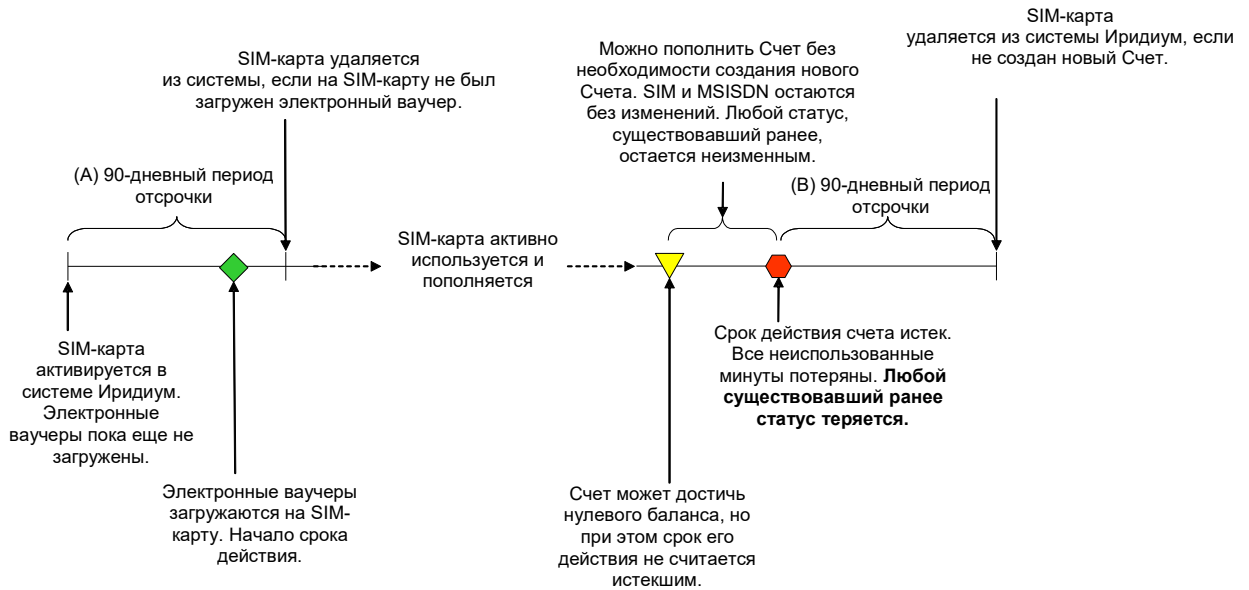 SIM-карта удаляется
из системы, если на SIM-карту не был
загружен электронный ваучер.
Можно пополнить Счет без
необходимости создания нового
Счета. SIM и MSISDN остаются
без изменений. Любой статус,
существовавший ранее,
остается неизменным.
SIM-карта
удаляется из системы Иридиум, если
не создан новый Счет.
(A) 90-дневный период
отсрочки
(B) 90-дневный период
отсрочки
SIM-карта активно
используется и
пополняется
SIM-карта
активируется в
системе Иридиум.
Электронные
ваучеры пока еще не
загружены.
Срок действия счета истек.
Все неиспользованные
минуты потеряны. Любой
существовавший ранее
статус теряется.
Электронные ваучеры
загружаются на SIM-
карту. Начало срока
действия.
Счет может достичь
нулевого баланса, но
при этом срок его
действия не считается
истекшим.